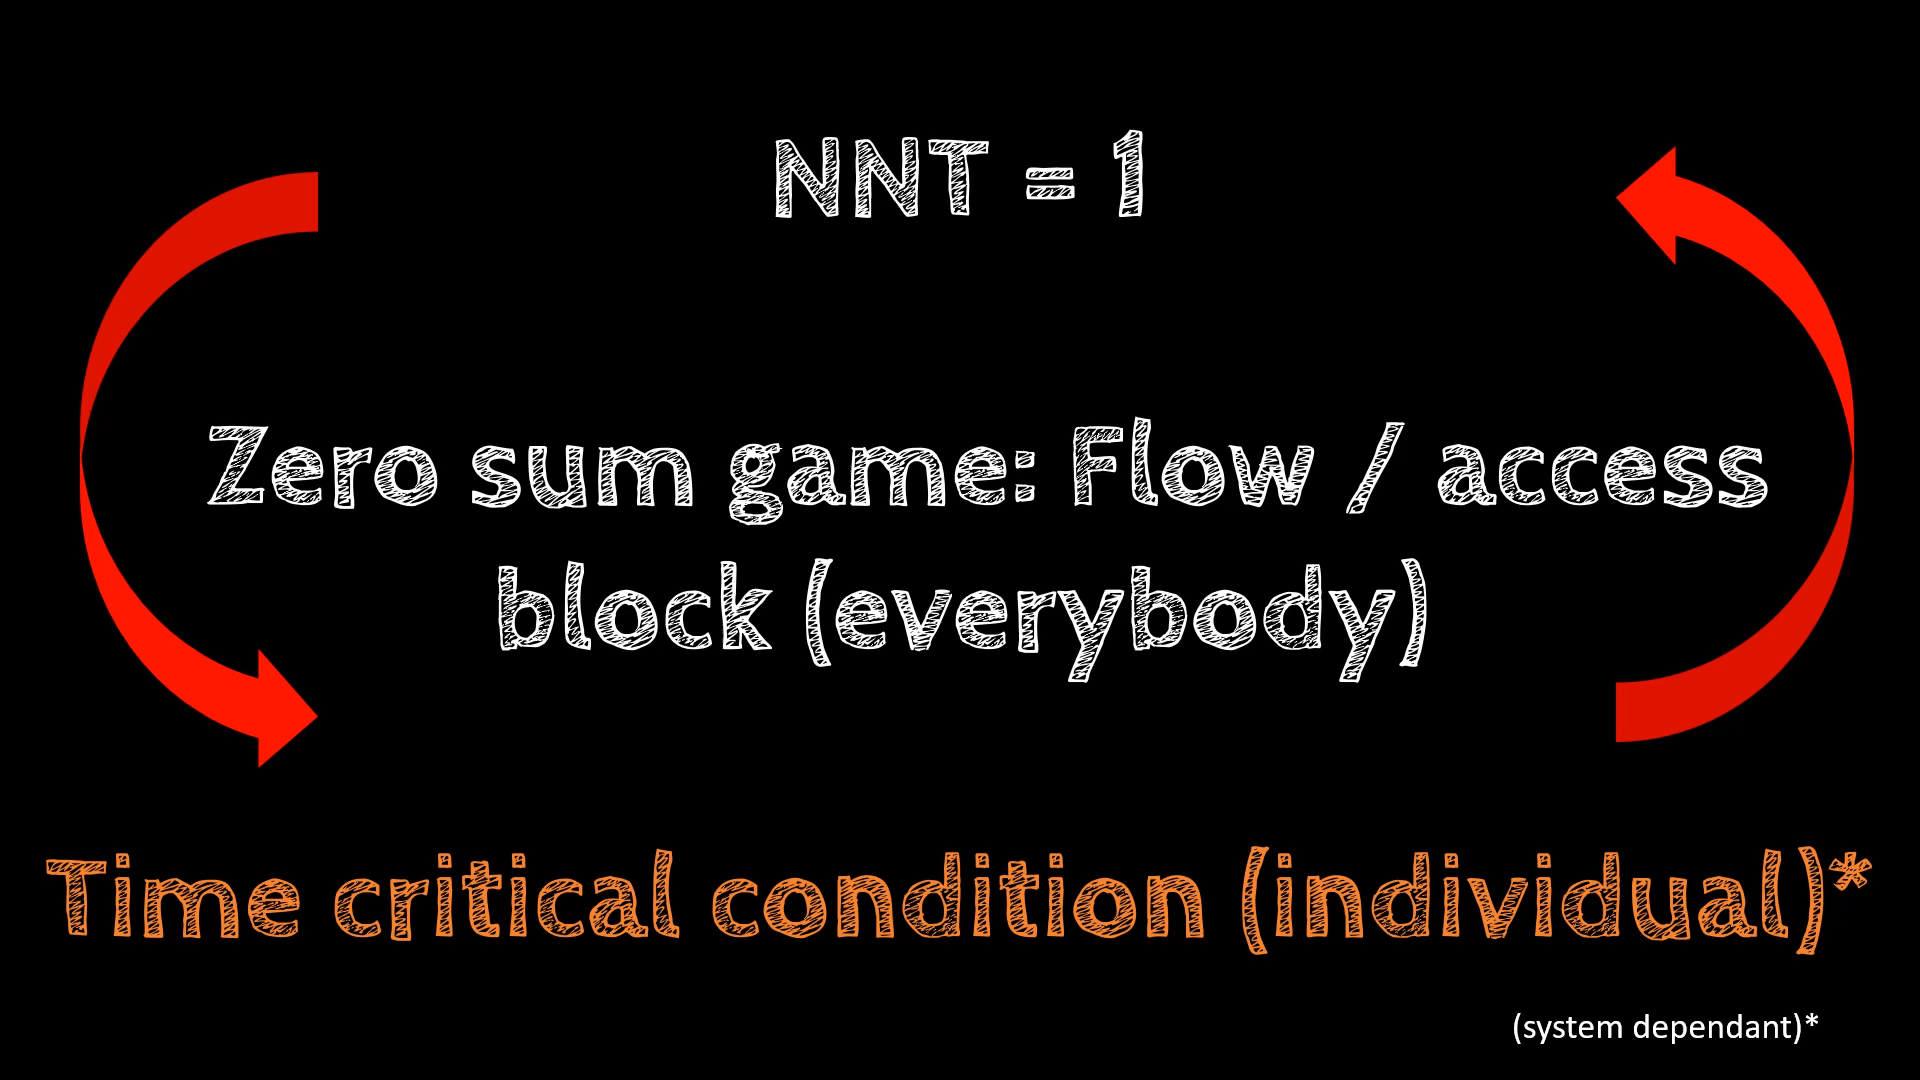 NNT = 1
Zero sum game: Flow / access
block (everybody)
Time critical condition (individual)*
(system dependant)*